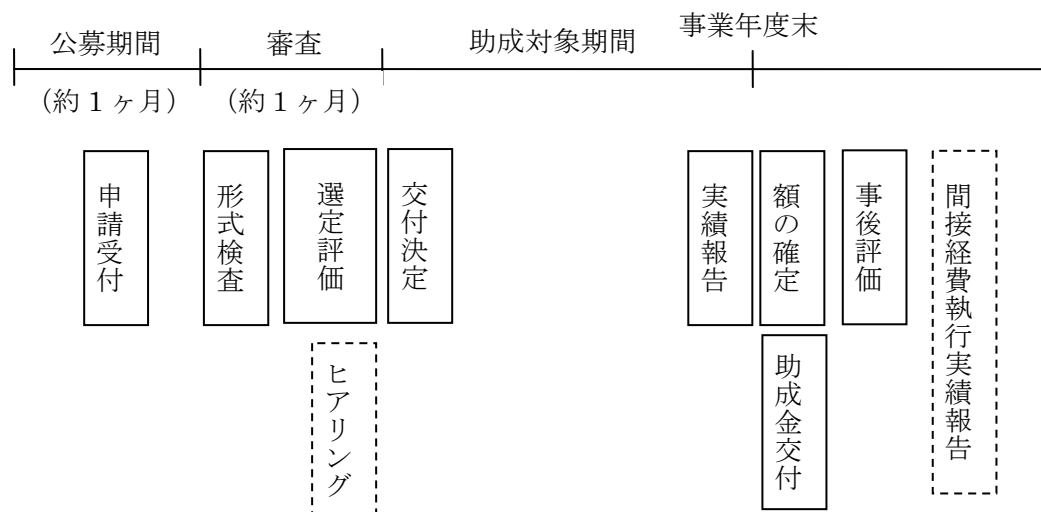 事業年度末
公募期間
審査
助成対象期間
(約1ヶ月)
(約1ヶ月)
申請受付
形式検査
選定評価
交付決定
実績報告
額の確定
事後評価
間接経費執行実績報告
ヒアリング
助成金交付